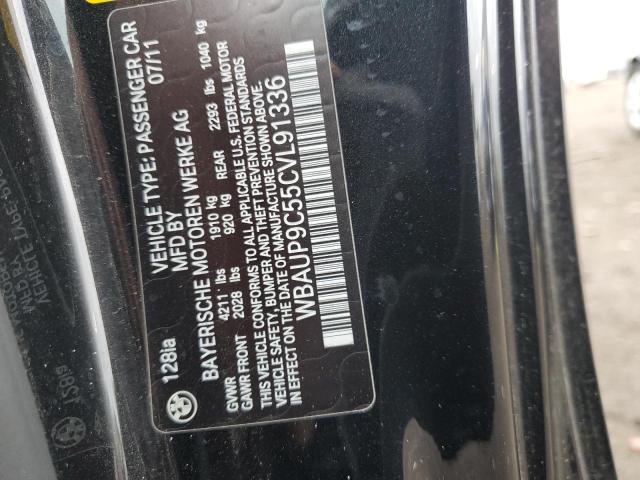 128ia VEHICLE TYPE: PASSENGER CAR
MFD BY 07/11
BAYERISCHE MOTOREN WERKE AG
GVWR 4211 lbs 1910 kg
GAWR FRONT 2028 lbs 920 kg REAR 2293 lbs 1040 kg
THIS VEHICLE CONFORMS TO ALL APPLICABLE U.S. FEDERAL MOTOR
VEHICLE SAFETY, BUMPER AND THEFT PREVENTION STANDARDS
IN EFFECT ON THE DATE OF MANUFACTURE SHOWN ABOVE.
WBAUP9C55CVL91336